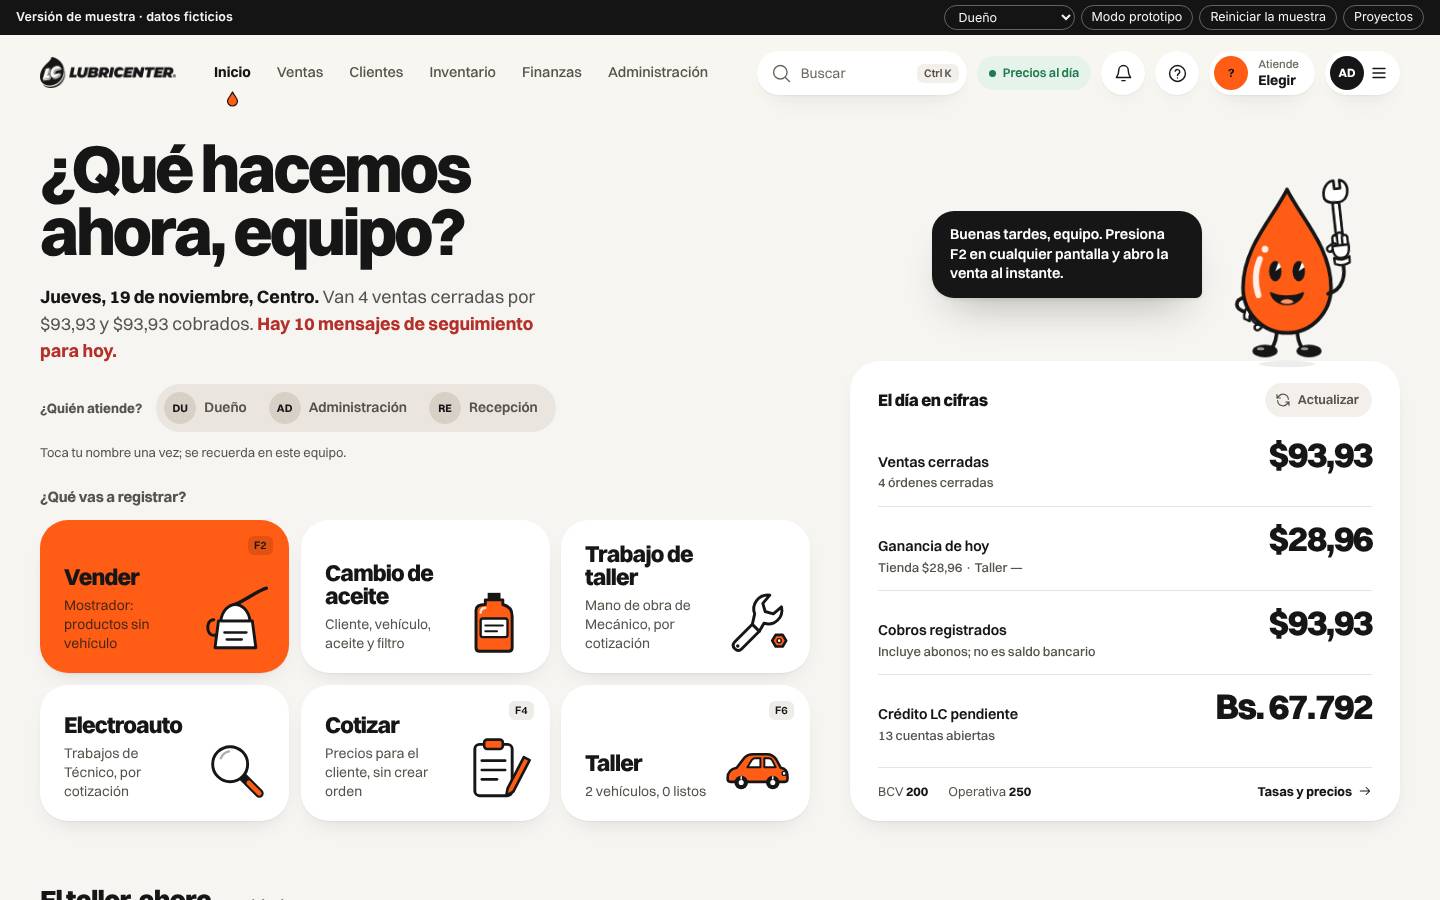 Versión de muestra · datos ficticios
Dueño
Modo prototipo
Reiniciar la muestra
Proyectos
LC LUBRICENTER.
Inicio
Ventas
Clientes
Inventario
Finanzas
Administración
Buscar
Ctrl K
Precios al día
?
Atiende
Elegir
AD
¿Qué hacemos
ahora, equipo?
Jueves, 19 de noviembre, Centro. Van 4 ventas cerradas por
$93,93 y $93,93 cobrados. Hay 10 mensajes de seguimiento
para hoy.
¿Quién atiende?
DU Dueño
AD Administración
RE Recepción
Toca tu nombre una vez; se recuerda en este equipo.
Buenas tardes, equipo. Presiona
F2 en cualquier pantalla y abro la
venta al instante.
¿Qué vas a registrar?
F2
Vender
Mostrador:
productos sin
vehículo
Cambio de
aceite
Cliente, vehículo,
aceite y filtro
Trabajo de
taller
Mano de obra de
Mecánico, por
cotización
Electroauto
Trabajos de
Técnico, por
cotización
F4
Cotizar
Precios para el
cliente, sin crear
orden
F6
Taller
2 vehículos, 0 listos
El día en cifras
Actualizar
Ventas cerradas
4 órdenes cerradas
$93,93
Ganancia de hoy
Tienda $28,96 · Taller —
$28,96
Cobros registrados
Incluye abonos; no es saldo bancario
$93,93
Crédito LC pendiente
13 cuentas abiertas
Bs. 67.792
BCV 200
Operativa 250
Tasas y precios →
El taller, ahora